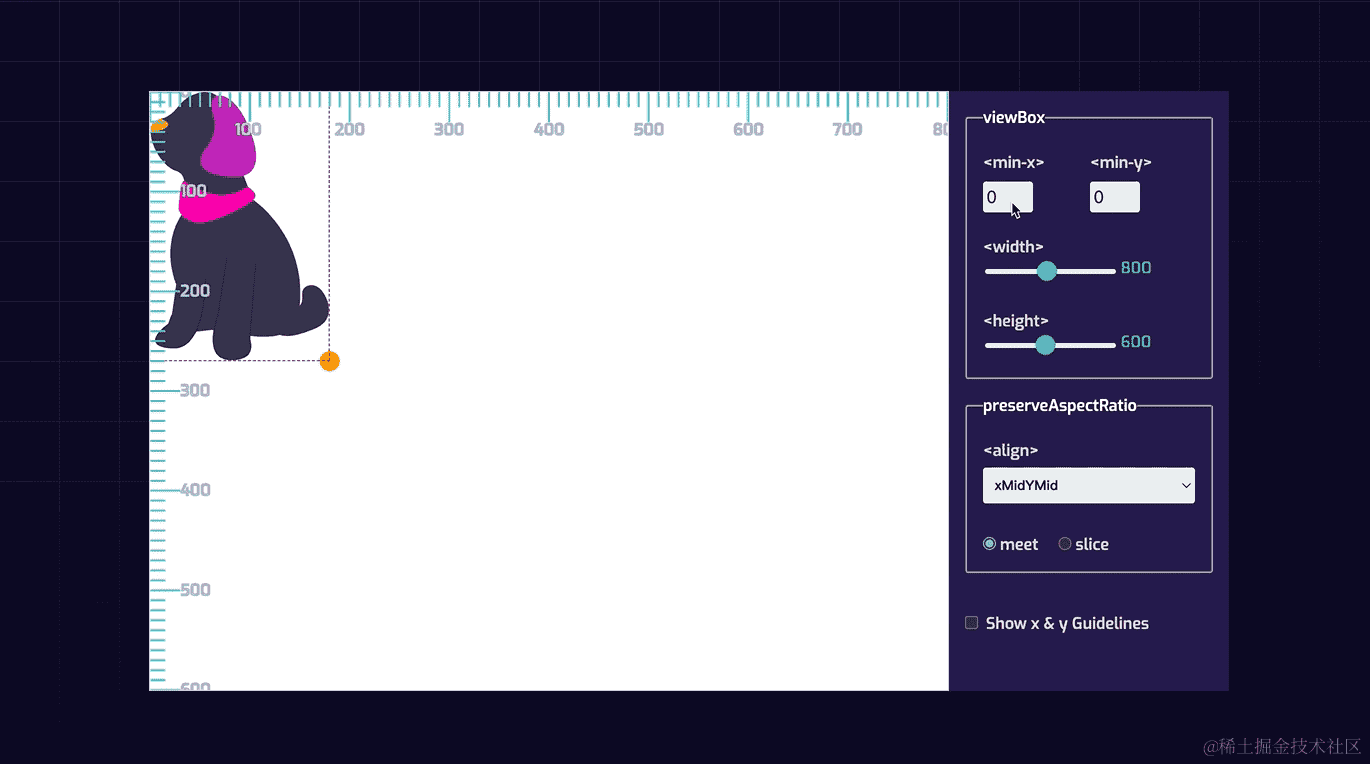 100 200 300 400 500 600 700 80
100
200
300
400
500
600
viewBox
<min-x> <min-y>
0 0
<width>
800
<height>
600
preserveAspectRatio
<align>
xMidYMid
meet slice
Show x & y Guidelines
@稀土掘金技术社区